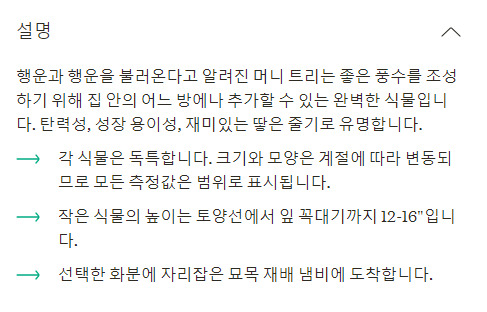 설명
행운과 행운을 불러온다고 알려진 머니 트리는 좋은 풍수를 조성
하기 위해 집 안의 어느 방에나 추가할 수 있는 완벽한 식물입니
다. 탄력성, 성장 용이성, 재미있는 땋은 줄기로 유명합니다.
각 식물은 독특합니다. 크기와 모양은 계절에 따라 변동되
므로 모든 측정값은 범위로 표시됩니다.
작은 식물의 높이는 토양선에서 잎 꼭대기까지 12-16"입니
다.
선택한 화분에 자리잡은 묘목 재배 냄비에 도착합니다.